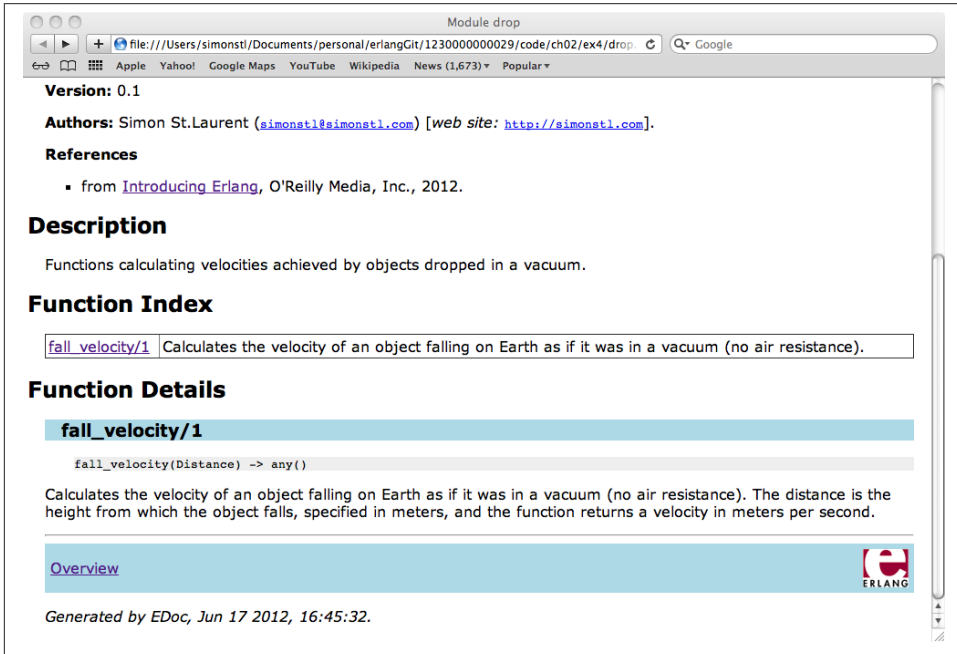 Module drop
file:///Users/simonstl/Documents/personal/erlangGit/1230000000029/code/ch02/ex4/drop.
Google
Apple Yahoo! Google Maps YouTube Wikipedia News (1,673) Popular
Version: 0.1
Authors: Simon St.Laurent (simonstl@simonstl.com) [web site: http://simonstl.com].
References
▪ from Introducing Erlang, O'Reilly Media, Inc., 2012.
Description
Functions calculating velocities achieved by objects dropped in a vacuum.
Function Index
fall_velocity/1 Calculates the velocity of an object falling on Earth as if it was in a vacuum (no air resistance).
Function Details
fall_velocity/1
fall_velocity(Distance) -> any()
Calculates the velocity of an object falling on Earth as if it was in a vacuum (no air resistance). The distance is the
height from which the object falls, specified in meters, and the function returns a velocity in meters per second.
Overview
e
ERLANG
Generated by EDoc, Jun 17 2012, 16:45:32.